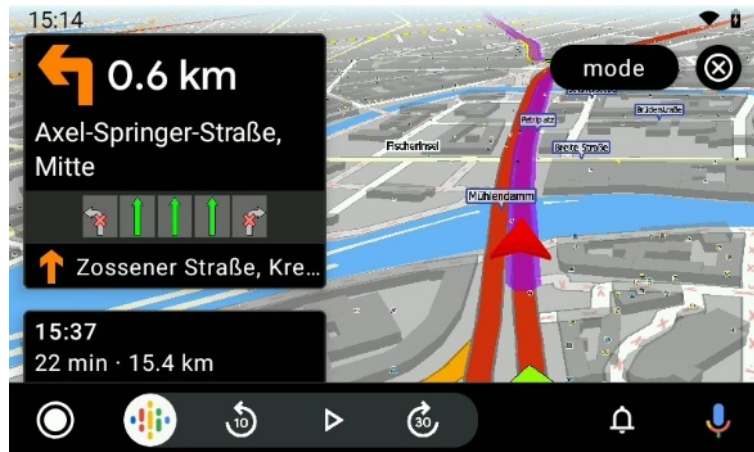 15:14
0.6 km
mode
Axel-Springer-Straße,
Mitte
Zossener Straße, Kre...
15:37
22 min · 15.4 km
Petriplatz
Brüderstraße
Fischerinsel
Breite Straße
Mühlendamm
10
30